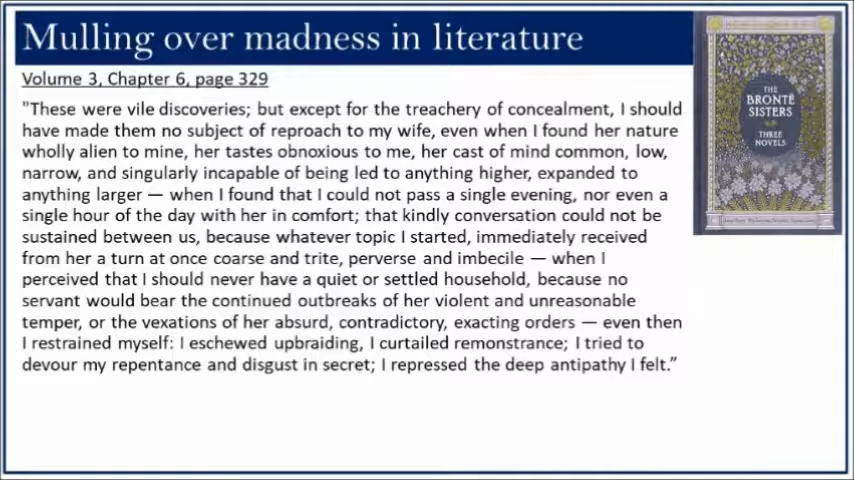 Mulling over madness in literature
Volume 3, Chapter 6, page 329
"These were vile discoveries; but except for the treachery of concealment, I should
have made them no subject of reproach to my wife, even when I found her nature
wholly alien to mine, her tastes obnoxious to me, her cast of mind common, low,
narrow, and singularly incapable of being led to anything higher, expanded to
anything larger — when I found that I could not pass a single evening, nor even a
single hour of the day with her in comfort; that kindly conversation could not be
sustained between us, because whatever topic I started, immediately received
from her a turn at once coarse and trite, perverse and imbecile — when I
perceived that I should never have a quiet or settled household, because no
servant would bear the continued outbreaks of her violent and unreasonable
temper, or the vexations of her absurd, contradictory, exacting orders — even then
I restrained myself: I eschewed upbraiding, I curtailed remonstrance; I tried to
devour my repentance and disgust in secret; I repressed the deep antipathy I felt.”
THE
BRONTË
SISTERS
THREE
NOVELS